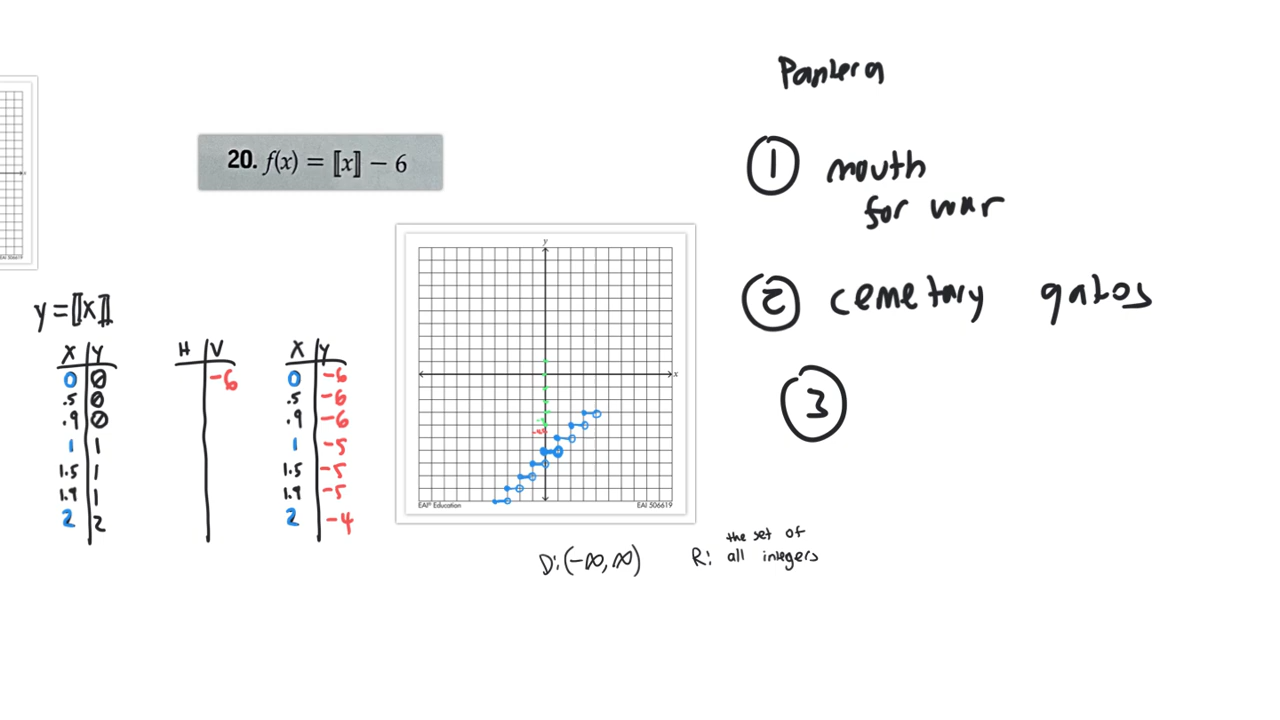 Pantera
20. f(x) = ⟦x⟧ − 6
① mouth
for war
② cemetary gates
③
y
x
EAI® Education
EAI 506619
y = ⟦x⟧
X | Y
0 | 0
.5 | 0
.9 | 0
1 | 1
1.5 | 1
1.9 | 1
2 | 2
H | V
-6
X | Y
0 | -6
.5 | -6
.9 | -6
1 | -5
1.5 | -5
1.9 | -5
2 | -4
D: (-∞, ∞)
R: the set of
all integers